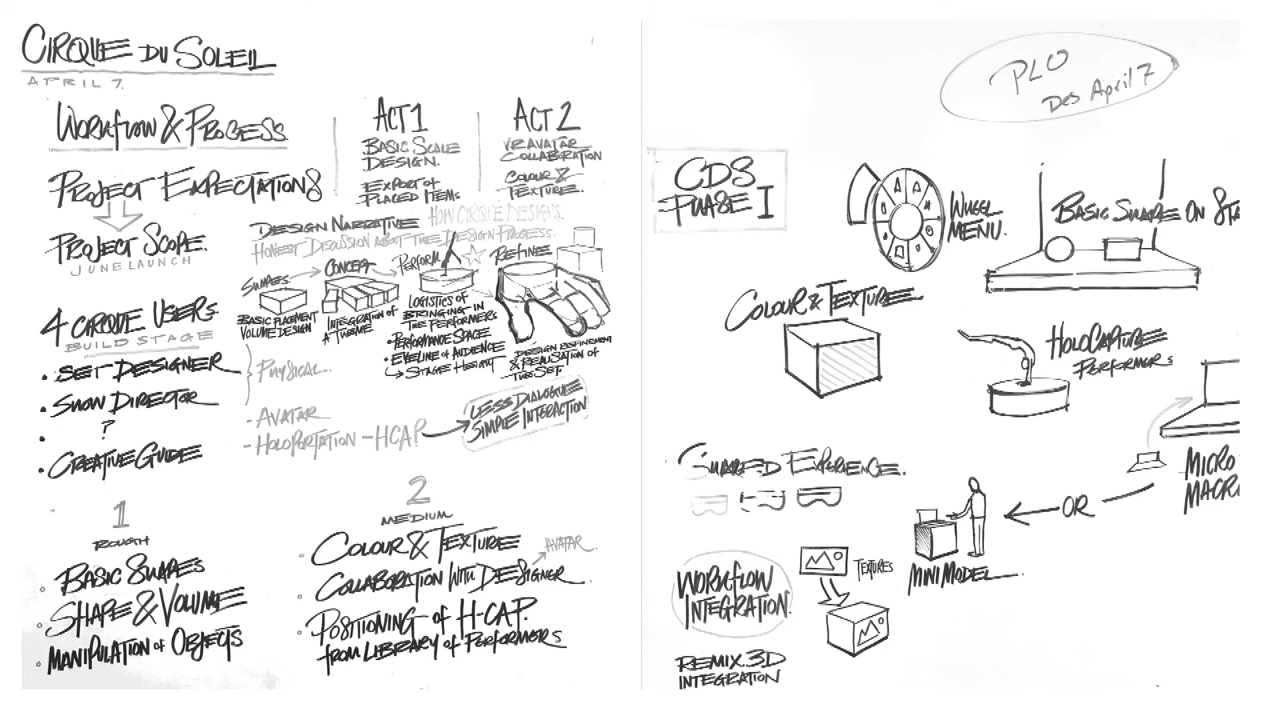 CIRQUE DU SOLEIL
APRIL 7.
WORKFLOW & PROCESS
PROJECT EXPECTATIONS
PROJECT SCOPE.
JUNE LAUNCH
4 CIRQUE USERS
BUILD STAGE
• SET DESIGNER
• SHOW DIRECTOR
• ?
• CREATIVE GUIDE
PHYSICAL.
- AVATAR
- HOLOPORTATION - HCAP
LESS DIALOGUE
SIMPLE INTERACTION
ACT 1
BASIC SCALE
DESIGN.
EXPORT OF
PLACED ITEMS
ACT 2
VR AVATAR
COLLABORATION
COLOUR &
TEXTURE.
DESIGN NARRATIVE
HOW CIRQUE DESIGNS.
HONEST DISCUSSION ABOUT THE DESIGN PROCESS.
SHAPES
BASIC PLACEMENT
VOLUME DESIGN
CONCEPT
INTEGRATION OF
A THEME
PERFORM
LOGISTICS OF
BRINGING IN
THE PERFORMERS
• PERFORMANCE SPACE
• EYELINE OF AUDIENCE
STAGE HEIGHT
REFINE
DESIGN REFINEMENT
& REALISATION OF
THE SET
1
ROUGH
BASIC SHAPES
SHAPE & VOLUME
MANIPULATION OF OBJECTS
2
MEDIUM
COLOUR & TEXTURE
AVATAR
COLLABORATION WITH DESIGNER
POSITIONING OF H-CAP.
FROM LIBRARY OF PERFORMERS
PLO
Des April 7
CDS
PHASE I
WHEEL
MENU.
BASIC SHAPE ON STA
COLOUR & TEXTURE
HOLOCAPTURE
PERFORMERS
SHARED EXPERIENCE.
MICRO
MACR
OR
MINI MODEL
WORKFLOW
INTEGRATION.
TEXTURES
REMIX 3D
INTEGRATION